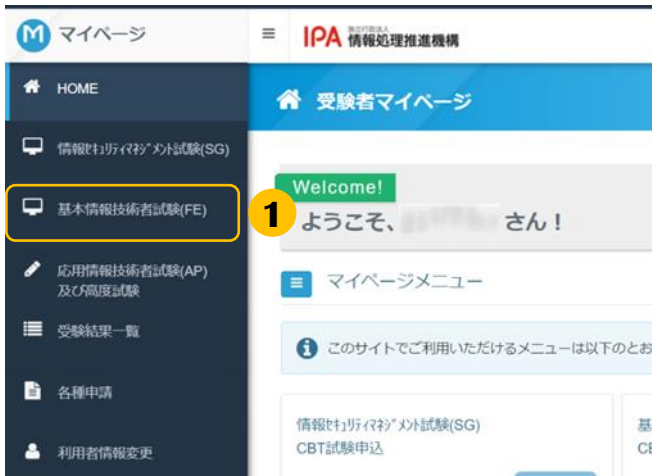 M マイページ
IPA 独立行政法人 情報処理推進機構
HOME
情報ｾｷｭﾘﾃｨﾏﾈｼﾞﾒﾝﾄ試験(SG)
基本情報技術者試験(FE)
1
応用情報技術者試験(AP)
及び高度試験
受験結果一覧
各種申請
利用者情報変更
受験者マイページ
Welcome!
ようこそ、 さん！
マイページメニュー
このサイトでご利用いただけるメニューは以下のとお
情報ｾｷｭﾘﾃｨﾏﾈｼﾞﾒﾝﾄ試験(SG)
CBT試験申込
基